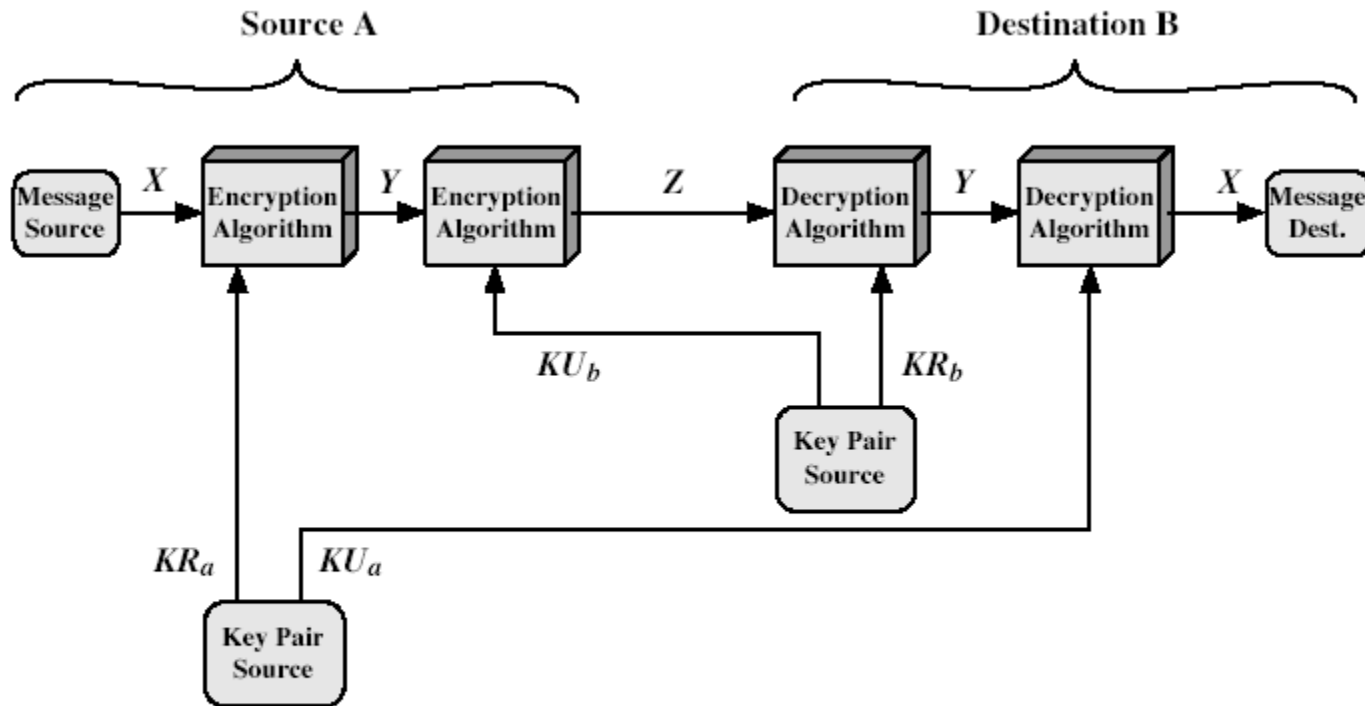 Source A
Destination B
X
Y
Z
Y
X
Message
Source
Encryption
Algorithm
Encryption
Algorithm
Decryption
Algorithm
Decryption
Algorithm
Message
Dest.
KUb
KRb
Key Pair
Source
KRa
KUa
Key Pair
Source